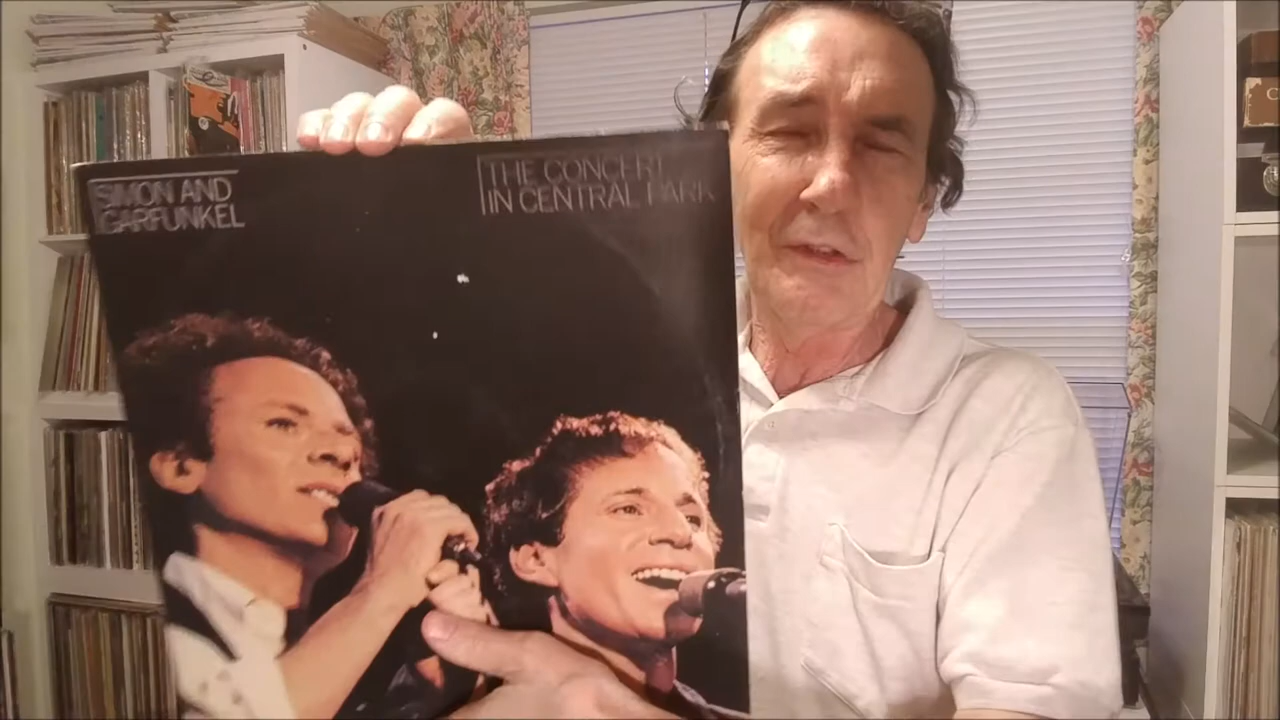 SIMON AND
GARFUNKEL
THE CONCERT
IN CENTRAL PARK